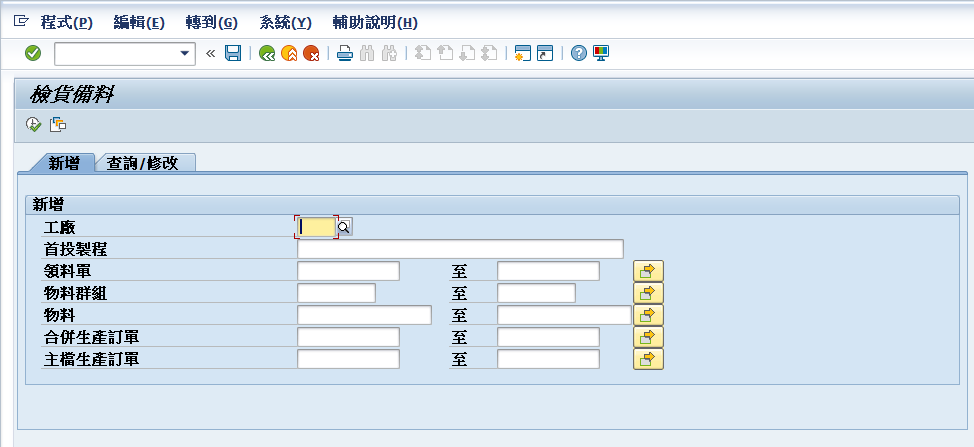 程式(P) 編輯(E) 轉到(G) 系統(Y) 輔助說明(H)
檢貨備料
新增 查詢/修改
新增
工廠
首投製程
領料單 至
物料群組 至
物料 至
合併生產訂單 至
主檔生產訂單 至